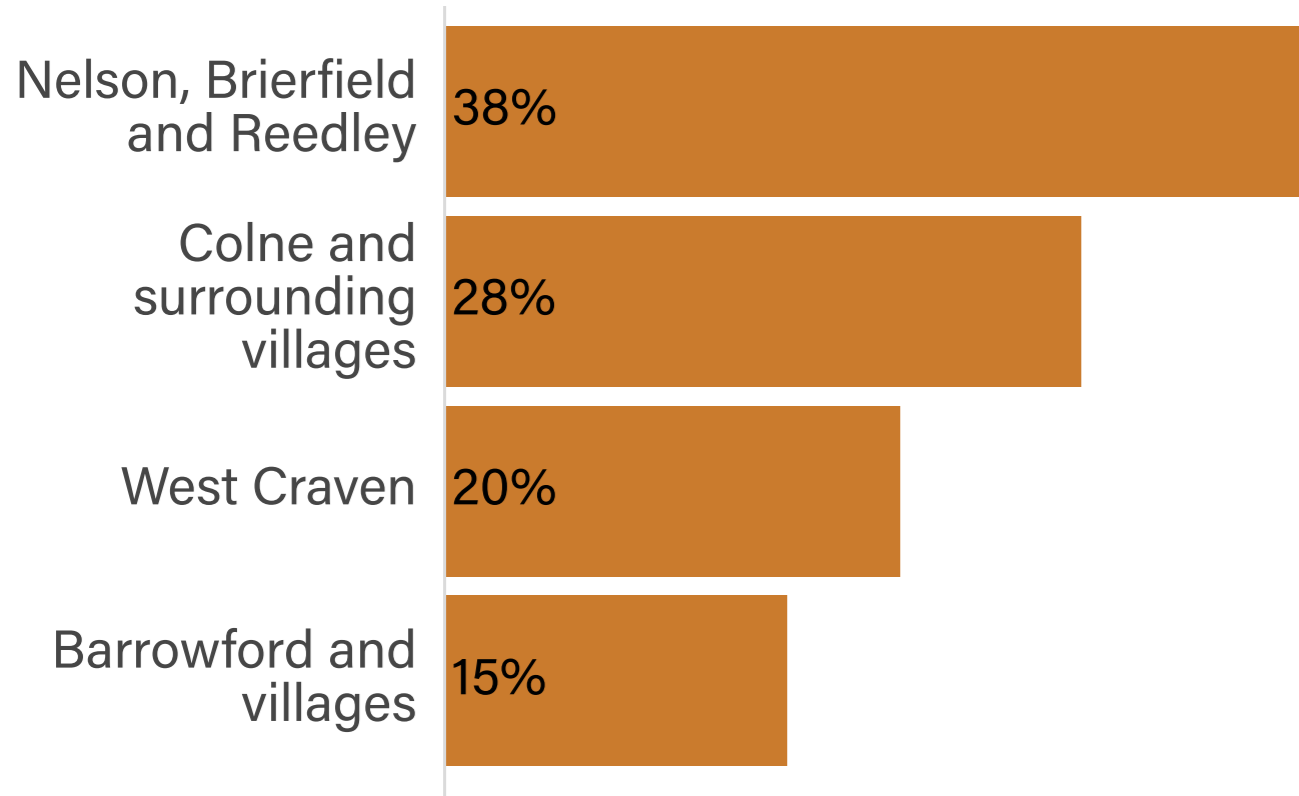 Nelson, Brierfield
and Reedley
38%
Colne and
surrounding
villages
28%
West Craven
20%
Barrowford and
villages
15%